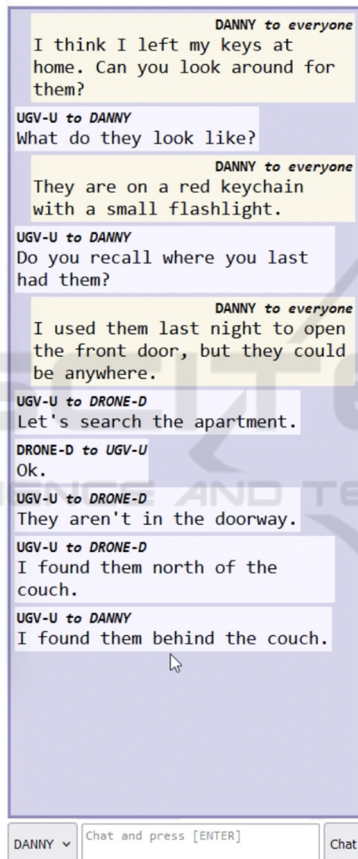 DANNY to everyone
I think I left my keys at
home. Can you look around for
them?
UGV-U to DANNY
What do they look like?
DANNY to everyone
They are on a red keychain
with a small flashlight.
UGV-U to DANNY
Do you recall where you last
had them?
DANNY to everyone
I used them last night to open
the front door, but they could
be anywhere.
UGV-U to DRONE-D
Let's search the apartment.
DRONE-D to UGV-U
Ok.
UGV-U to DRONE-D
They aren't in the doorway.
UGV-U to DRONE-D
I found them north of the
couch.
UGV-U to DANNY
I found them behind the couch.
DANNY
Chat and press [ENTER]
Chat